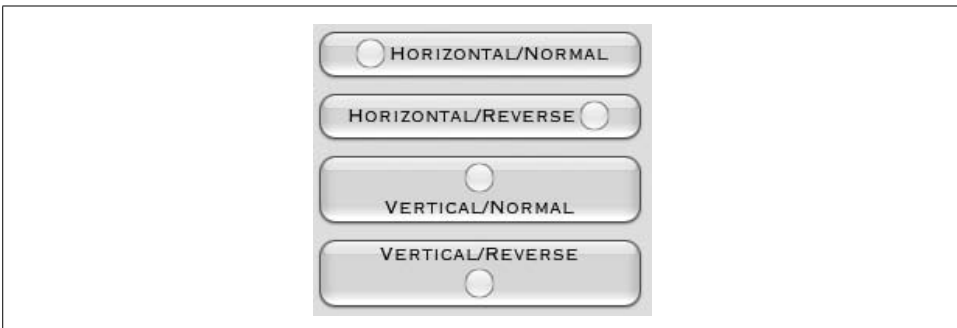 HORIZONTAL/NORMAL
HORIZONTAL/REVERSE
VERTICAL/NORMAL
VERTICAL/REVERSE